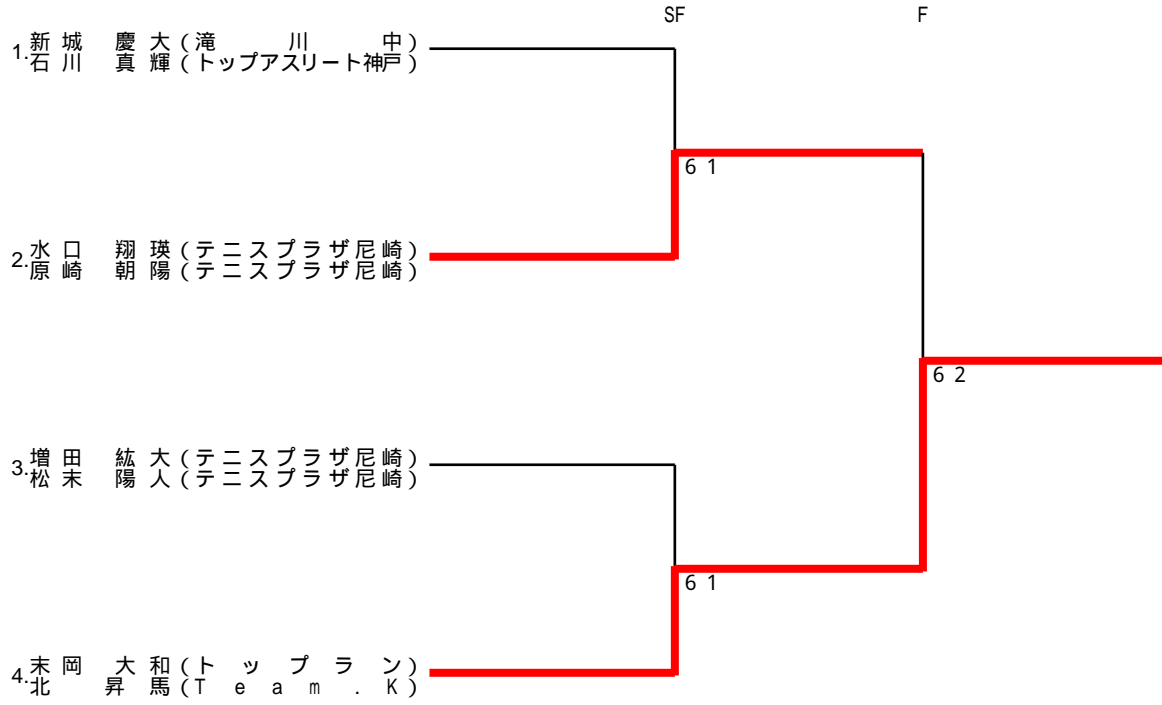 SF F
1. 新城 慶大(滝川中)
石川 真輝(トップアスリート神戸)
6 1
2. 水口 翔瑛(テニスプラザ尼崎)
原崎 朝陽(テニスプラザ尼崎)
6 2
3. 増田 紘大(テニスプラザ尼崎)
松末 陽人(テニスプラザ尼崎)
6 1
4. 末岡 大和(トップラン)
北 昇馬(Team.K)